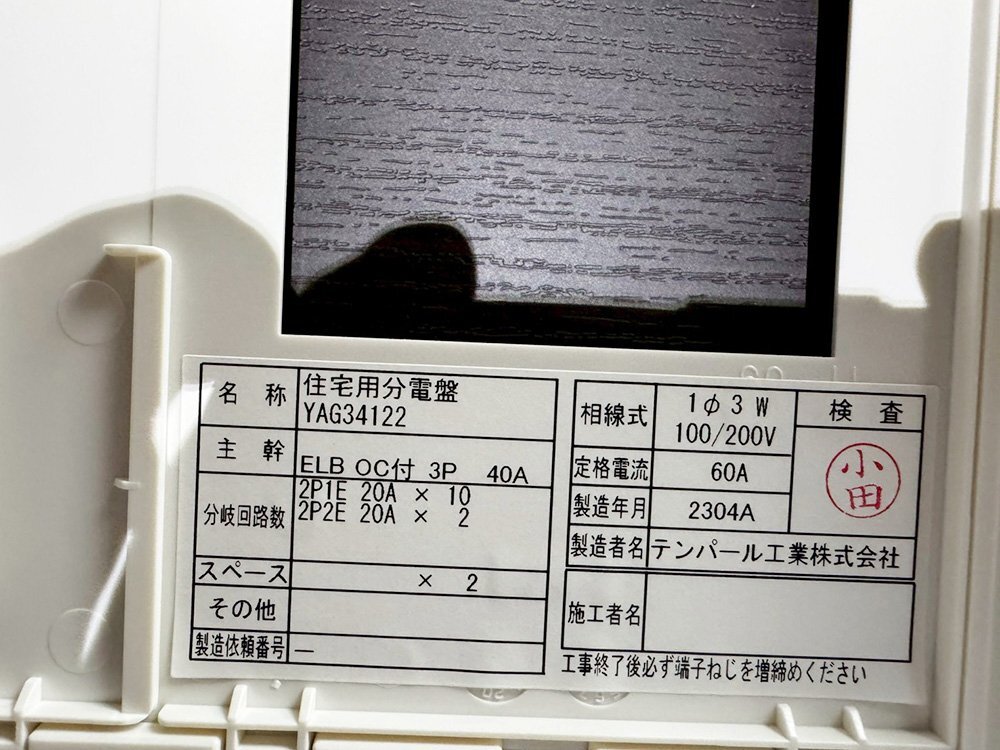 名 称 住宅用分電盤
YAG34122
主 幹 ELB OC付 3P 40A
分岐回路数 2P1E 20A × 10
2P2E 20A × 2
スペース × 2
その他
製造依頼番号 —
相線式 1φ3W
100/200V
定格電流 60A
製造年月 2304A
検 査
小田
製造者名 テンパール工業株式会社
施工者名
工事終了後必ず端子ねじを増締めください